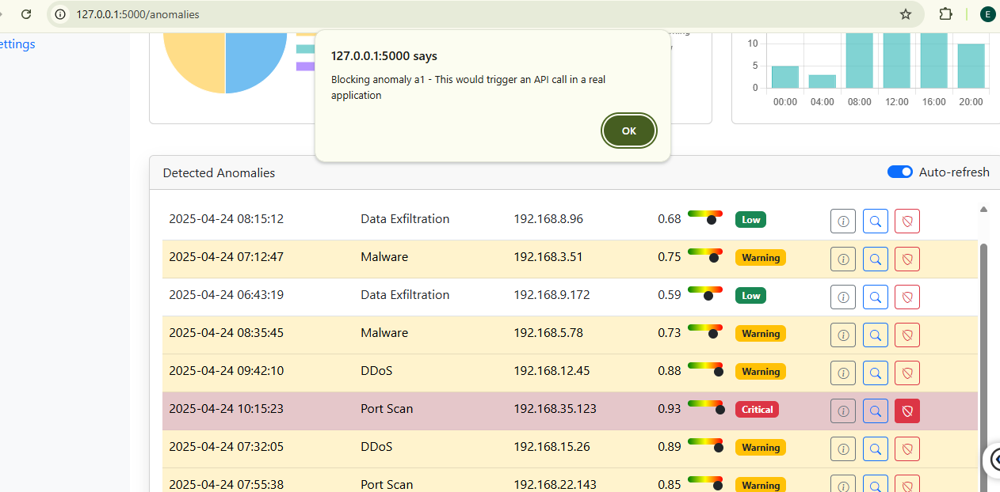 127.0.0.1:5000/anomalies
E
ettings
127.0.0.1:5000 says
Blocking anomaly a1 - This would trigger an API call in a real
application
OK
10
5
0
00:00 04:00 08:00 12:00 16:00 20:00
Detected Anomalies
Auto-refresh
2025-04-24 08:15:12 Data Exfiltration 192.168.8.96 0.68 Low
2025-04-24 07:12:47 Malware 192.168.3.51 0.75 Warning
2025-04-24 06:43:19 Data Exfiltration 192.168.9.172 0.59 Low
2025-04-24 08:35:45 Malware 192.168.5.78 0.73 Warning
2025-04-24 09:42:10 DDoS 192.168.12.45 0.88 Warning
2025-04-24 10:15:23 Port Scan 192.168.35.123 0.93 Critical
2025-04-24 07:32:05 DDoS 192.168.15.26 0.89 Warning
2025-04-24 07:55:38 Port Scan 192.168.22.143 0.85 Warning